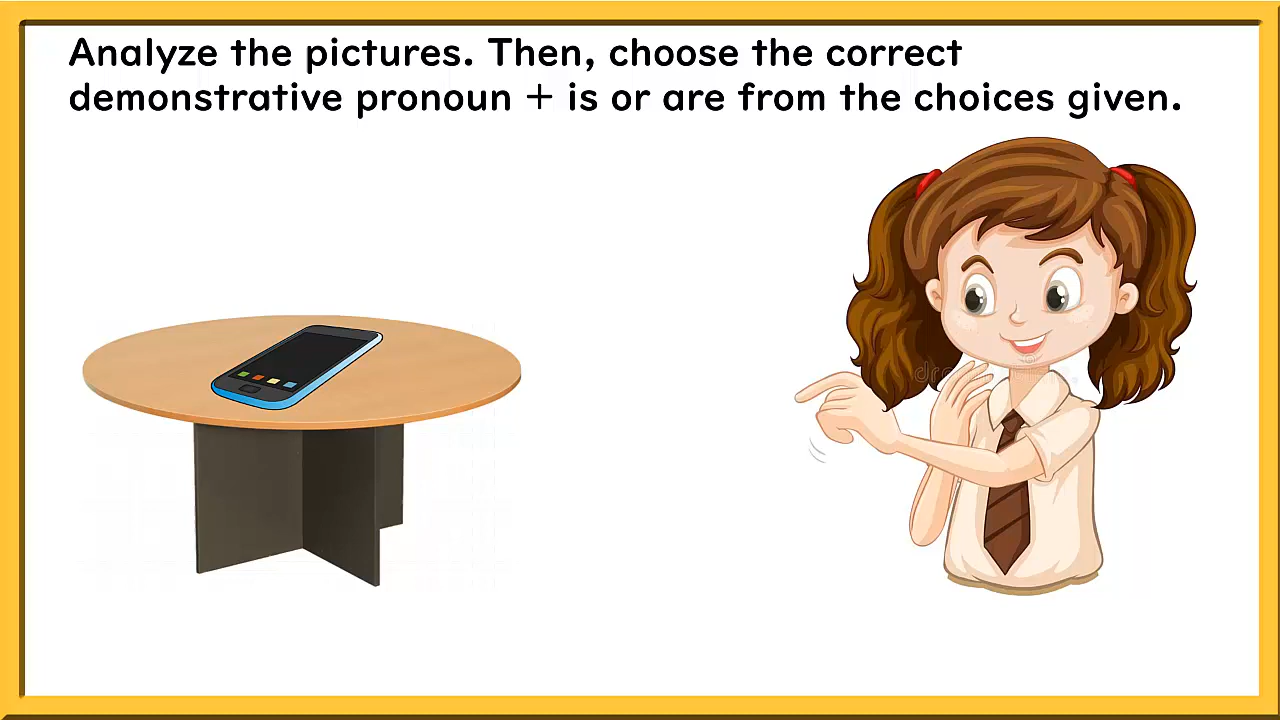 Analyze the pictures. Then, choose the correct
demonstrative pronoun + is or are from the choices given.